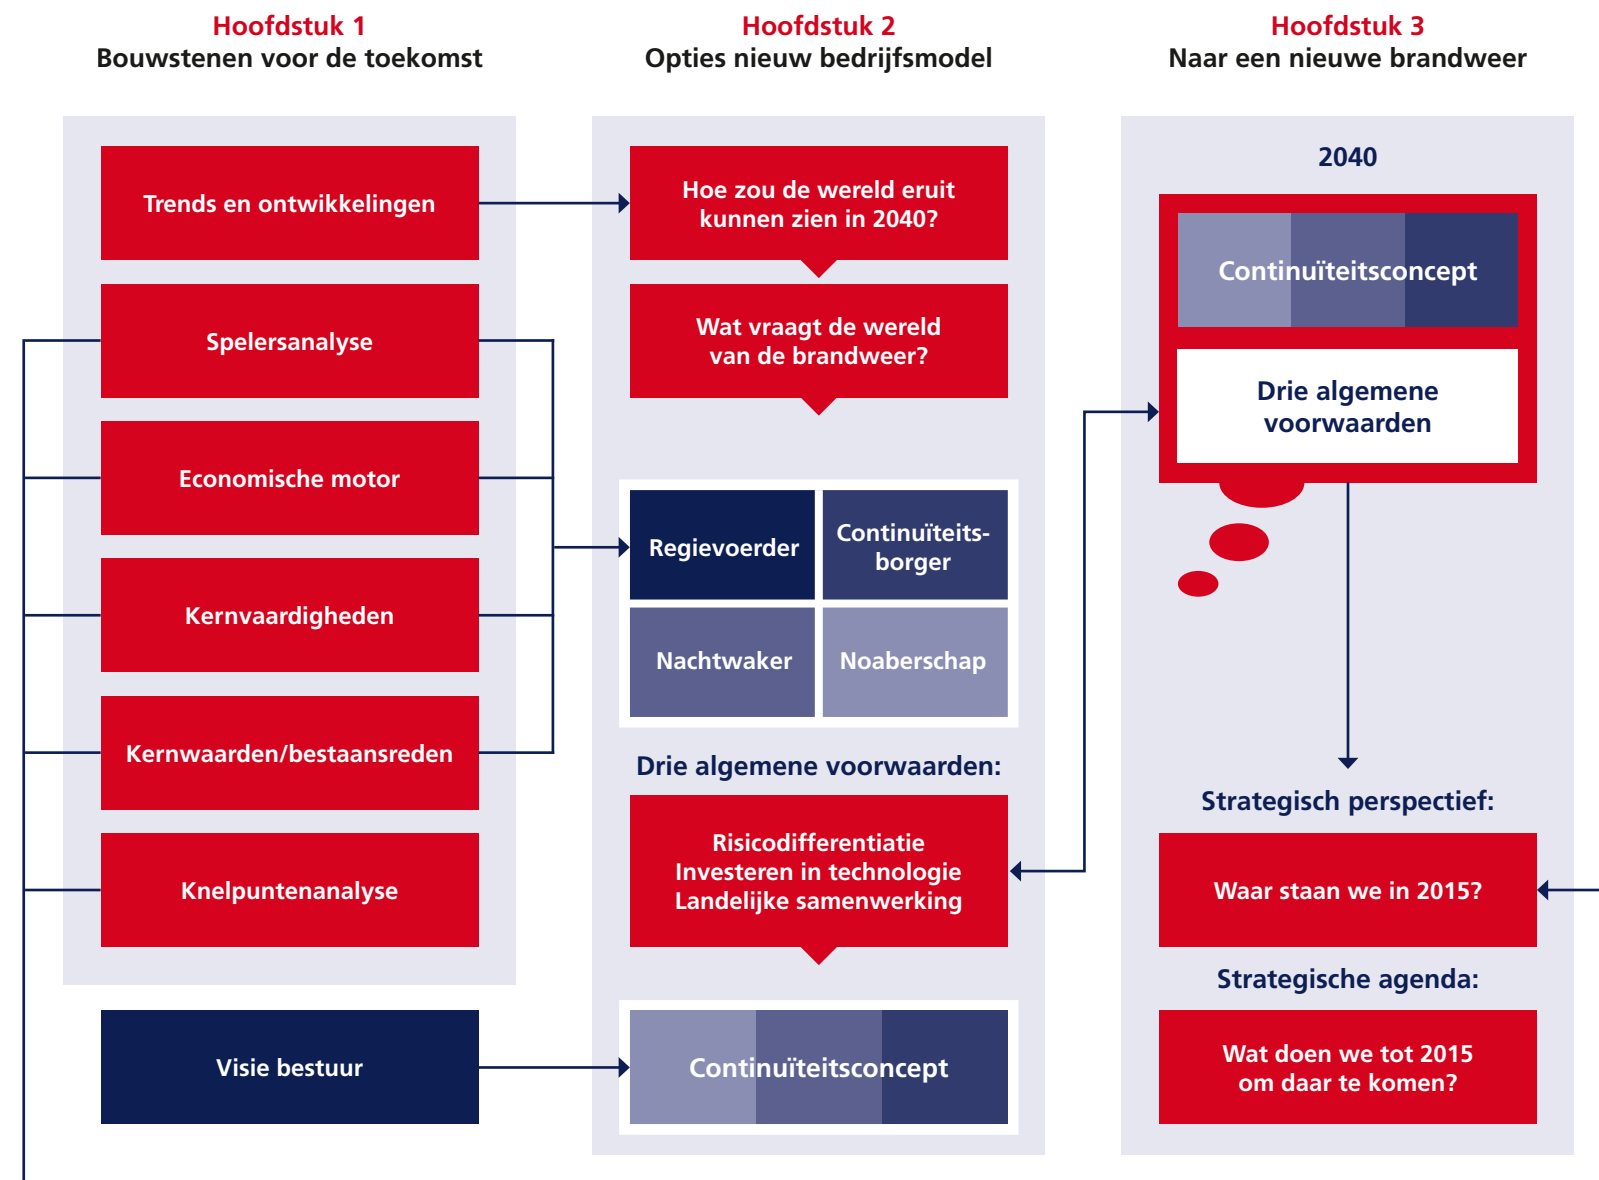 Hoofdstuk 1
Bouwstenen voor de toekomst
Trends en ontwikkelingen
Spelersanalyse
Economische motor
Kernvaardigheden
Kernwaarden/bestaansreden
Knelpuntenanalyse
Visie bestuur
Hoofdstuk 2
Opties nieuw bedrijfsmodel
Hoe zou de wereld eruit
kunnen zien in 2040?
Wat vraagt de wereld
van de brandweer?
Regievoerder
Continuïteits-
borger
Nachtwaker
Noaberschap
Drie algemene voorwaarden:
Risicodifferentiatie
Investeren in technologie
Landelijke samenwerking
Continuïteitsconcept
Hoofdstuk 3
Naar een nieuwe brandweer
2040
Continuïteitsconcept
Drie algemene
voorwaarden
Strategisch perspectief:
Waar staan we in 2015?
Strategische agenda:
Wat doen we tot 2015
om daar te komen?